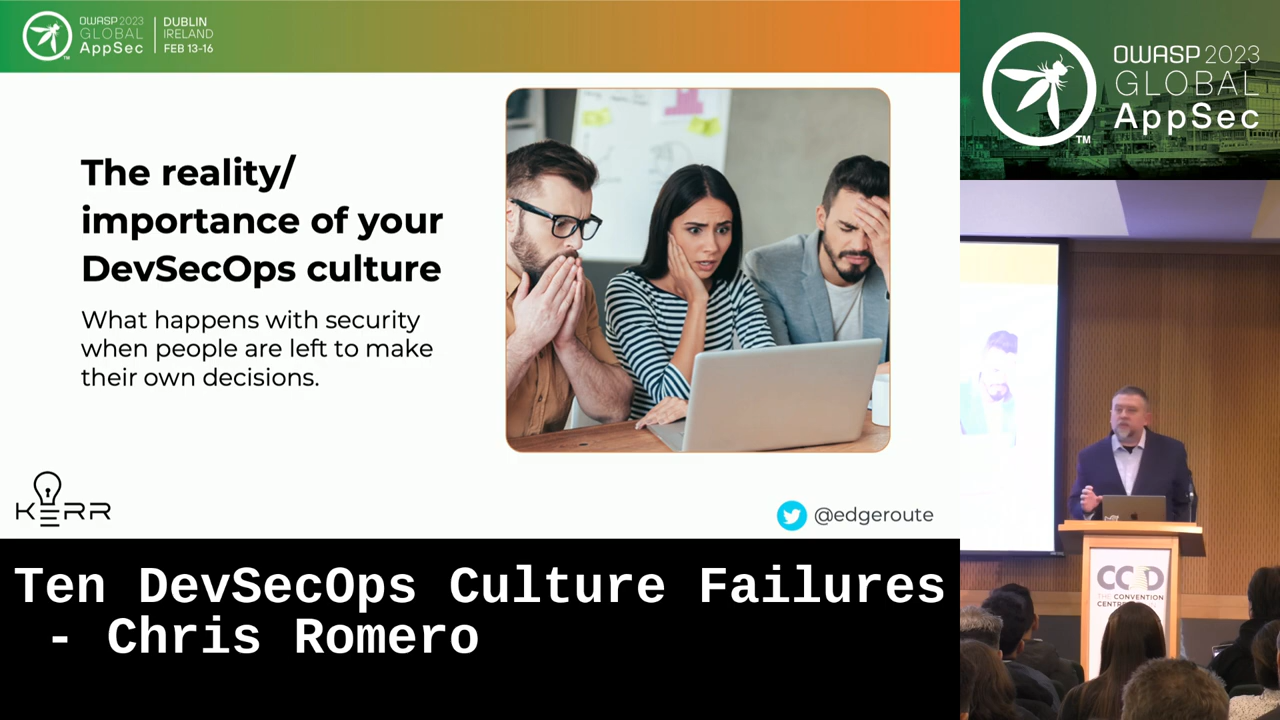 OWASP 2023
GLOBAL
AppSec
TM
DUBLIN
IRELAND
FEB 13-16
The reality/
importance of your
DevSecOps culture
What happens with security
when people are left to make
their own decisions.
KERR
@edgeroute
Ten DevSecOps Culture Failures
- Chris Romero
OWASP 2023
GLOBAL
AppSec
TM
THE CONVENTION